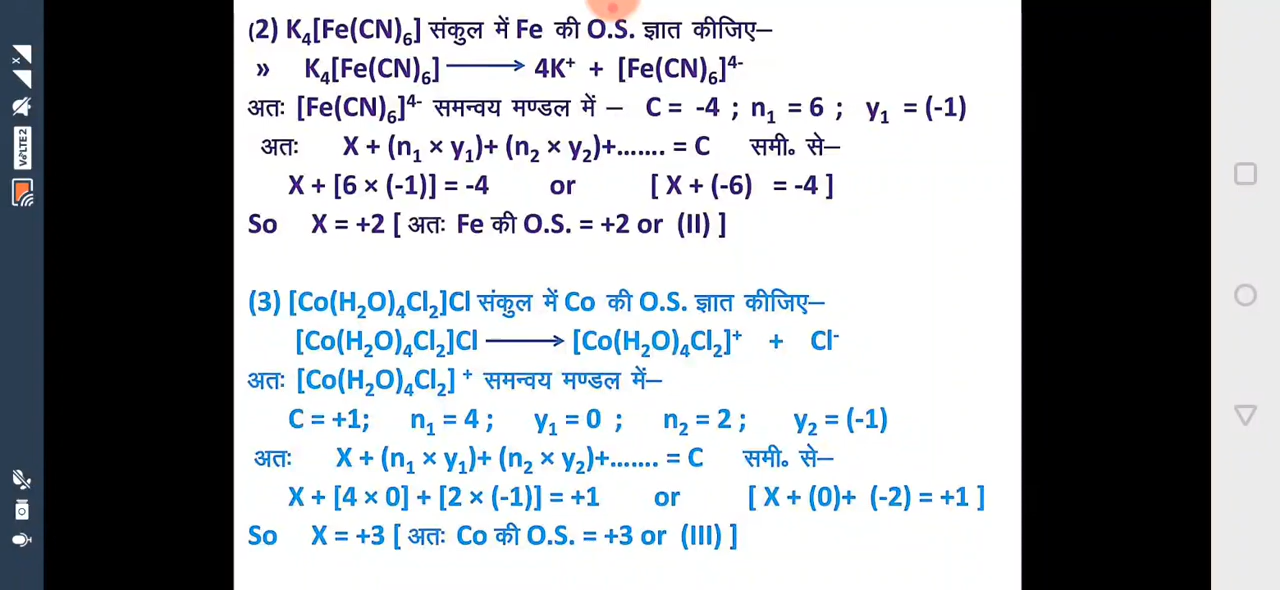 (2) K₄[Fe(CN)₆] संकुल में Fe की O.S. ज्ञात कीजिए–
» K₄[Fe(CN)₆] ⟶ 4K⁺ + [Fe(CN)₆]⁴⁻
अतः [Fe(CN)₆]⁴⁻ समन्वय मण्डल में – C = -4 ; n₁ = 6 ; y₁ = (-1)
अतः X + (n₁ × y₁)+ (n₂ × y₂)+....... = C समी० से–
X + [6 × (-1)] = -4 or [ X + (-6) = -4 ]
So X = +2 [ अतः Fe की O.S. = +2 or (II) ]
(3) [Co(H₂O)₄Cl₂]Cl संकुल में Co की O.S. ज्ञात कीजिए–
[Co(H₂O)₄Cl₂]Cl ⟶ [Co(H₂O)₄Cl₂]⁺ + Cl⁻
अतः [Co(H₂O)₄Cl₂] ⁺ समन्वय मण्डल में–
C = +1; n₁ = 4 ; y₁ = 0 ; n₂ = 2 ; y₂ = (-1)
अतः X + (n₁ × y₁)+ (n₂ × y₂)+....... = C समी० से–
X + [4 × 0] + [2 × (-1)] = +1 or [ X + (0)+ (-2) = +1 ]
So X = +3 [ अतः Co की O.S. = +3 or (III) ]
VoLTE2
x